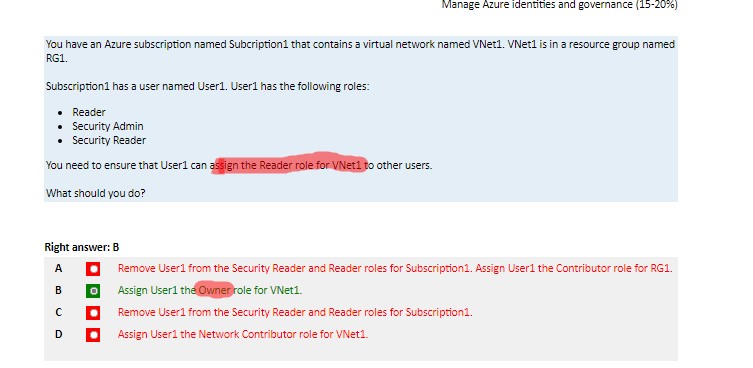 Manage Azure identities and governance (15-20%)
You have an Azure subscription named Subcription1 that contains a virtual network named VNet1. VNet1 is in a resource group named
RG1.
Subscription1 has a user named User1. User1 has the following roles:
• Reader
• Security Admin
• Security Reader
You need to ensure that User1 can assign the Reader role for VNet1 to other users.
What should you do?
Right answer: B
A Remove User1 from the Security Reader and Reader roles for Subscription1. Assign User1 the Contributor role for RG1.
B Assign User1 the Owner role for VNet1.
C Remove User1 from the Security Reader and Reader roles for Subscription1.
D Assign User1 the Network Contributor role for VNet1.